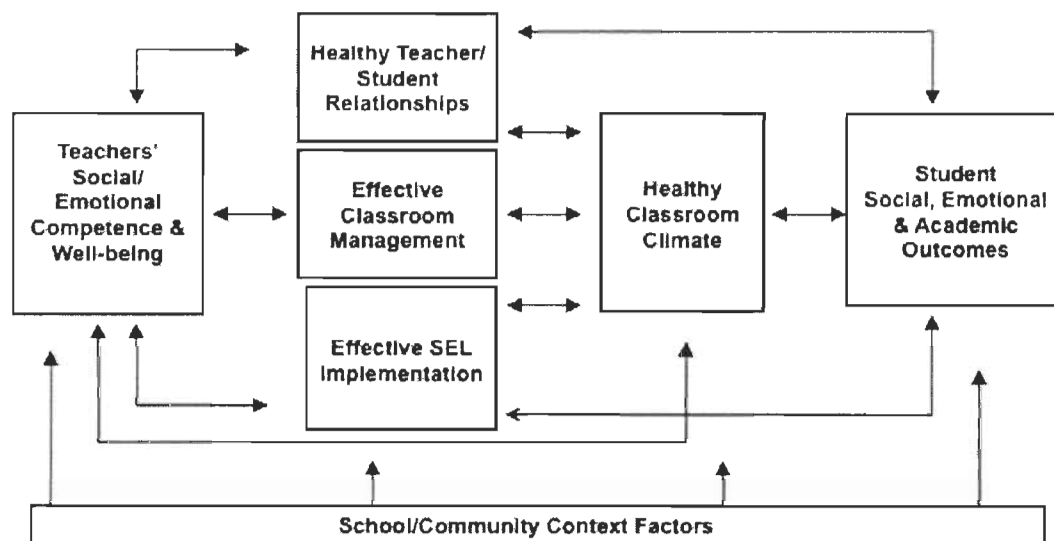 Healthy Teacher/
Student
Relationships
Teachers'
Social/
Emotional
Competence &
Well-being
Effective
Classroom
Management
Effective SEL
Implementation
Healthy
Classroom
Climate
Student
Social, Emotional
& Academic
Outcomes
School/Community Context Factors